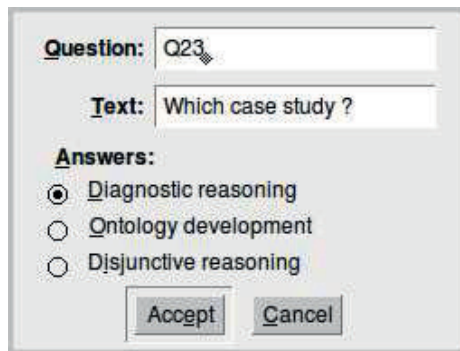 Question: Q23
Text: Which case study ?
Answers:
Diagnostic reasoning
Ontology development
Disjunctive reasoning
Accept Cancel